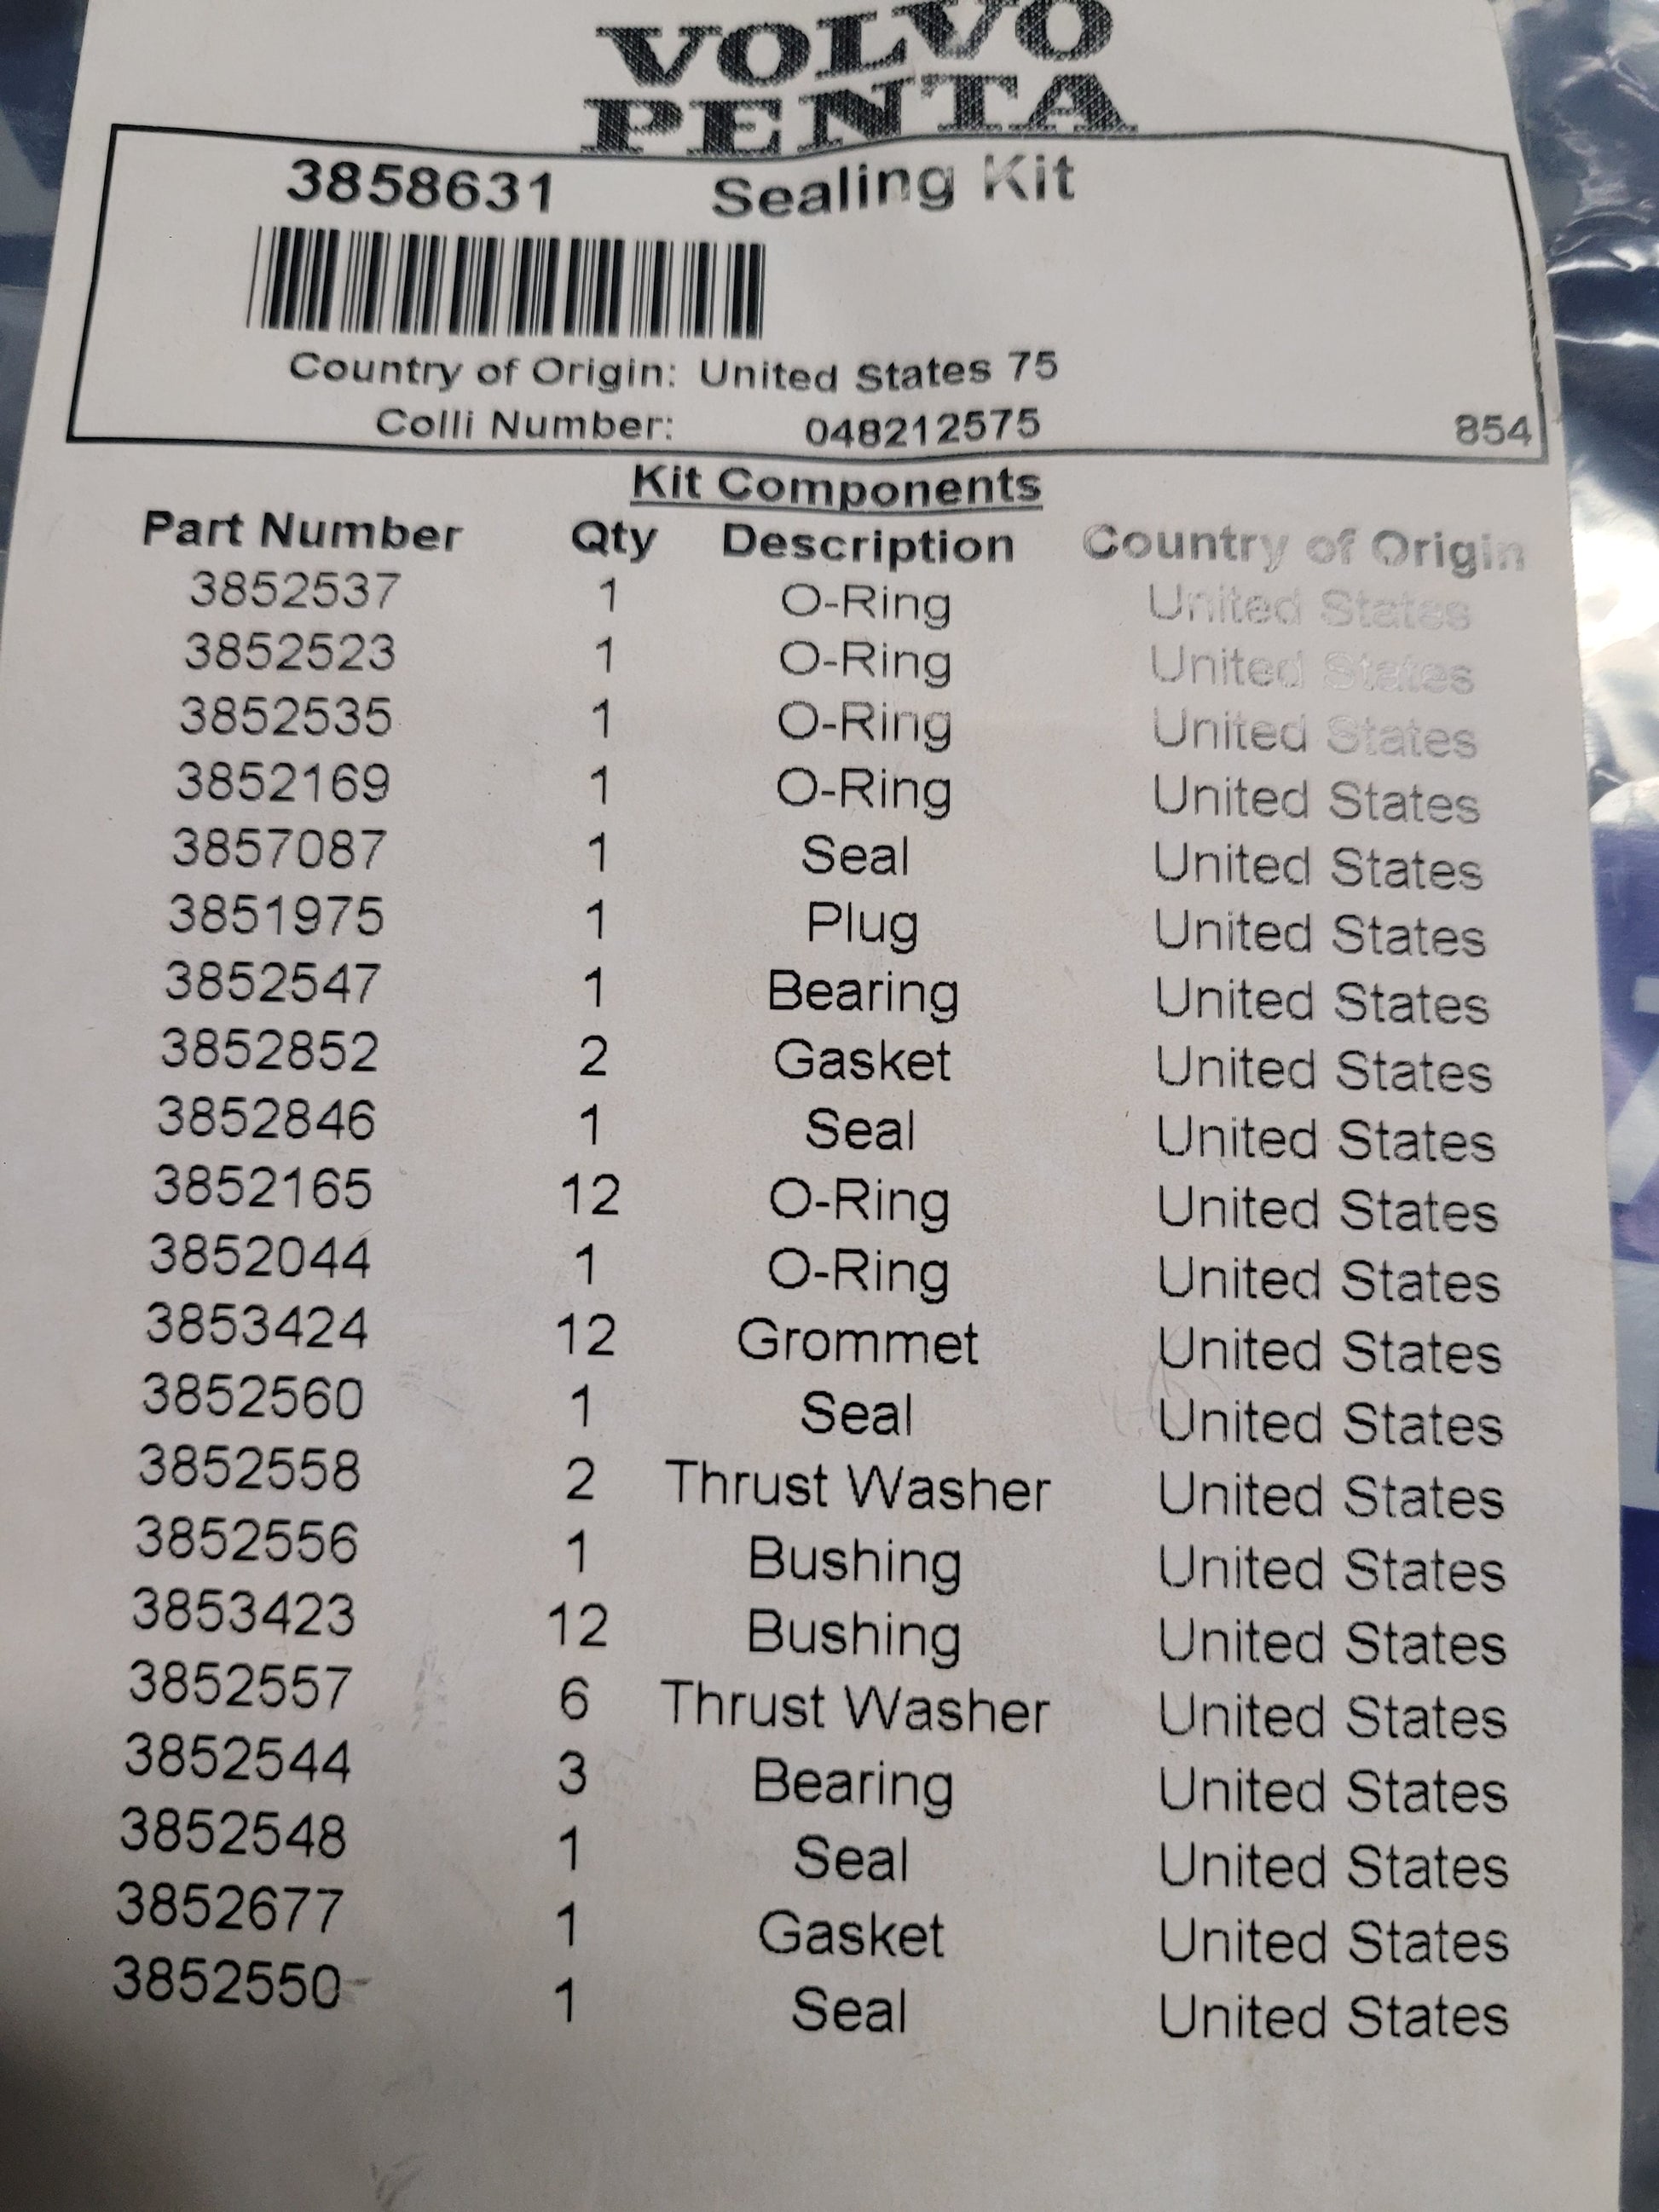 VOLVO
PENTA
3858631 Sealing Kit
Country of Origin: United States 75
Colli Number: 048212575 854
Kit Components
Part Number Qty Description Country of Origin
3852537 1 O-Ring United States
3852523 1 O-Ring United States
3852535 1 O-Ring United States
3852169 1 O-Ring United States
3857087 1 Seal United States
3851975 1 Plug United States
3852547 1 Bearing United States
3852852 2 Gasket United States
3852846 1 Seal United States
3852165 12 O-Ring United States
3852044 1 O-Ring United States
3853424 12 Grommet United States
3852560 1 Seal United States
3852558 2 Thrust Washer United States
3852556 1 Bushing United States
3853423 12 Bushing United States
3852557 6 Thrust Washer United States
3852544 3 Bearing United States
3852548 1 Seal United States
3852677 1 Gasket United States
3852550 1 Seal United States